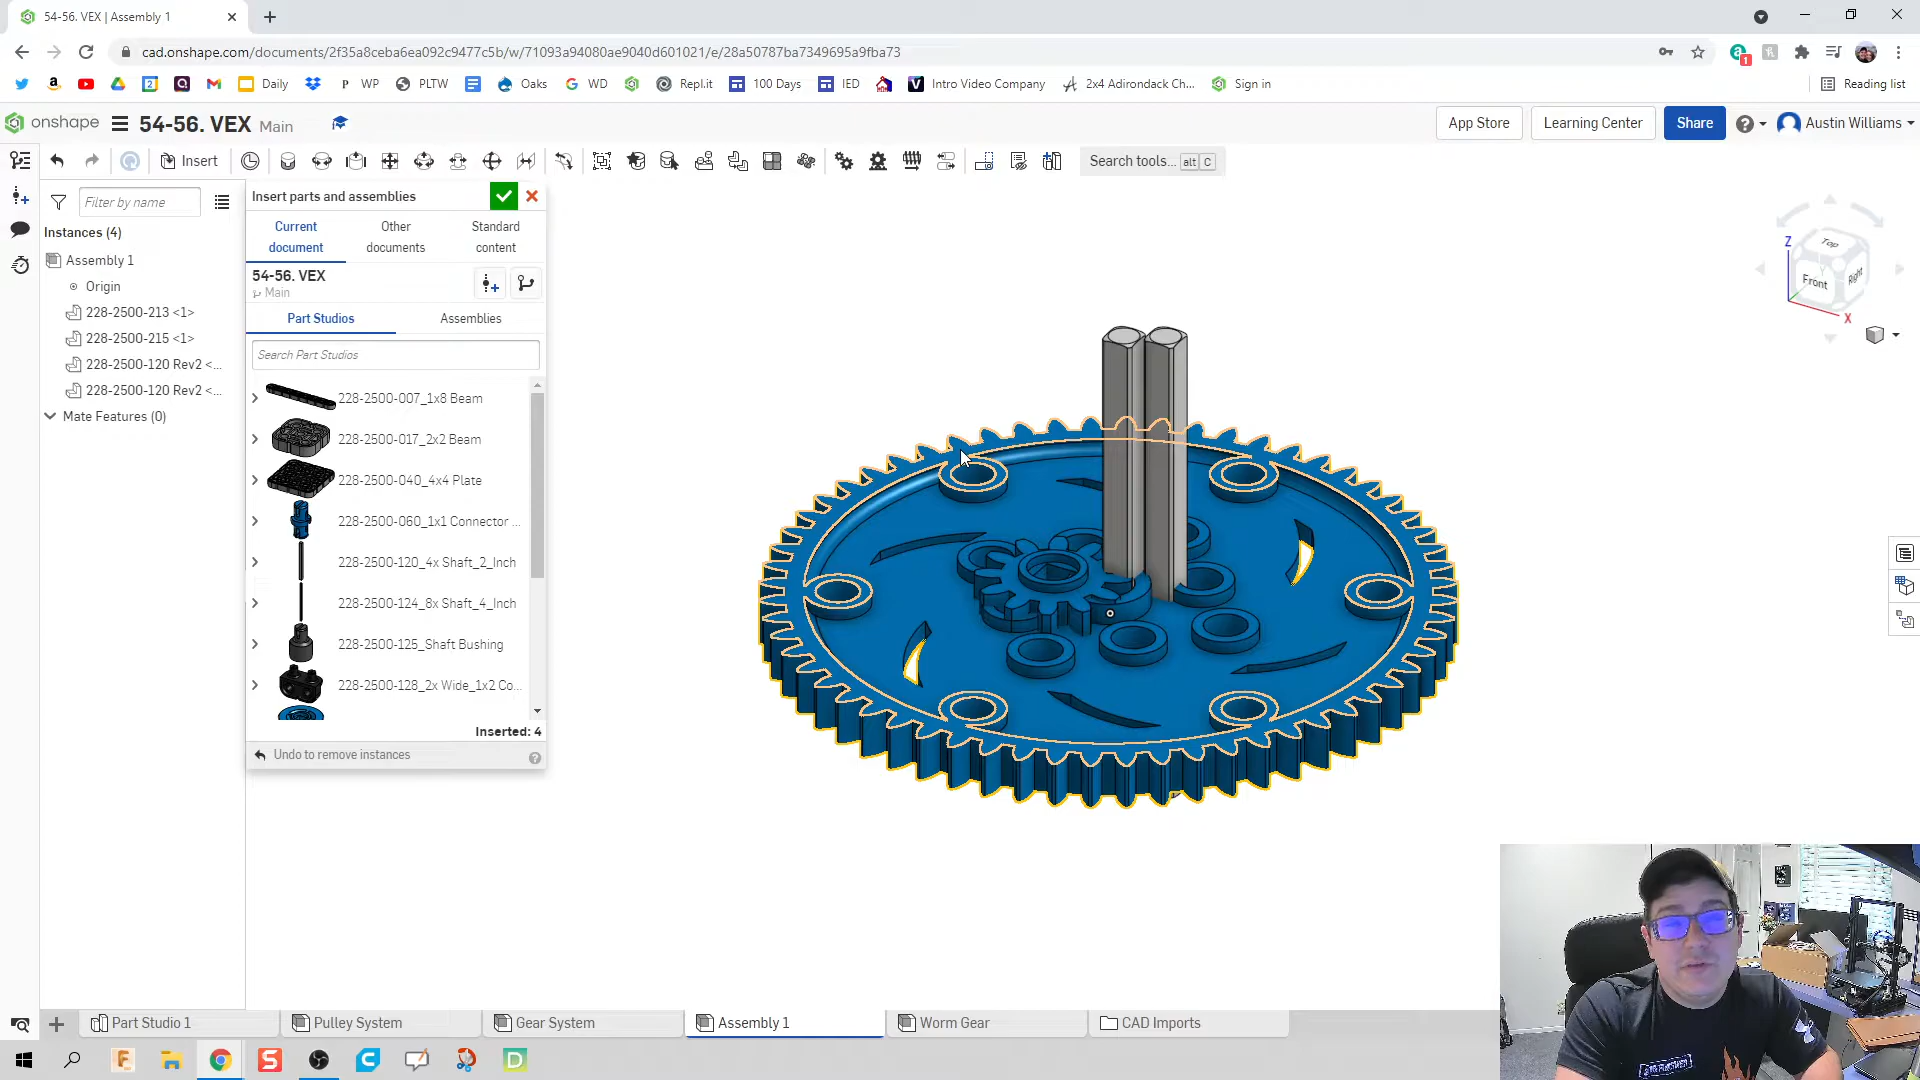 54-56. VEX | Assembly 1
cad.onshape.com/documents/2f35a8ceba6ea092c9477c5b/w/71093a94080ae9040d601021/e/28a50787ba7349695a9fba73
1
2
Daily
P WP
PLTW
Oaks
WD
Repl.it
100 Days
IED
Intro Video Company
2x4 Adirondack Ch...
Sign in
Reading list
onshape
54-56. VEX Main
App Store
Learning Center
Share
Austin Williams
Insert
Search tools... alt C
Filter by name
Instances (4)
Assembly 1
Origin
228-2500-213 <1>
228-2500-215 <1>
228-2500-120 Rev2 <...
228-2500-120 Rev2 <...
Mate Features (0)
Insert parts and assemblies
Current document
Other documents
Standard content
54-56. VEX
Main
Part Studios
Assemblies
Search Part Studios
228-2500-007_1x8 Beam
228-2500-017_2x2 Beam
228-2500-040_4x4 Plate
228-2500-060_1x1 Connector ...
228-2500-120_4x Shaft_2_Inch
228-2500-124_8x Shaft_4_Inch
228-2500-125_Shaft Bushing
228-2500-128_2x Wide_1x2 Co...
Inserted: 4
Undo to remove instances
Z
Top
Front
Right
Y
X
Part Studio 1
Pulley System
Gear System
Assembly 1
Worm Gear
CAD Imports